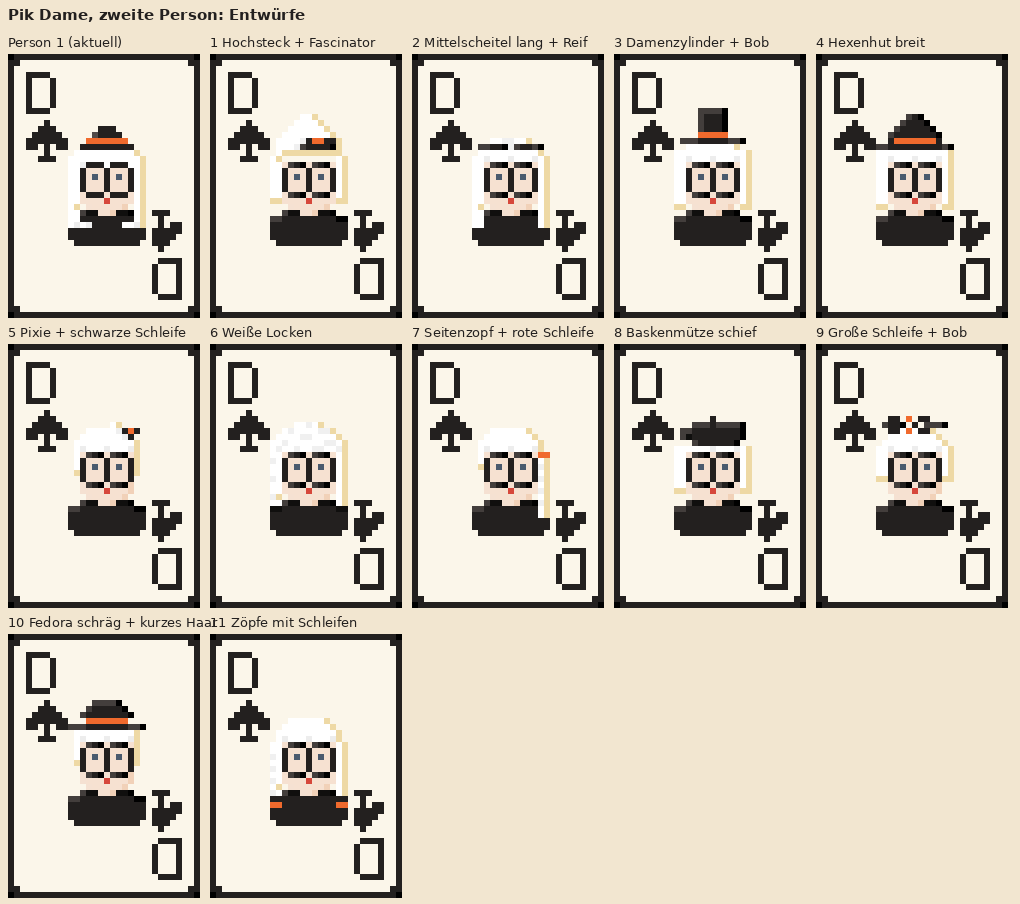 Pik Dame, zweite Person: Entwürfe
Person 1 (aktuell)
1 Hochsteck + Fascinator
2 Mittelscheitel lang + Reif
3 Damenzylinder + Bob
4 Hexenhut breit
D
D
D
D
D
D
D
D
D
D
5 Pixie + schwarze Schleife
6 Weiße Locken
7 Seitenzopf + rote Schleife
8 Baskenmütze schief
9 Große Schleife + Bob
D
D
D
D
D
D
D
D
D
D
10 Fedora schräg + kurzes Haar
11 Zöpfe mit Schleifen
D
D
D
D